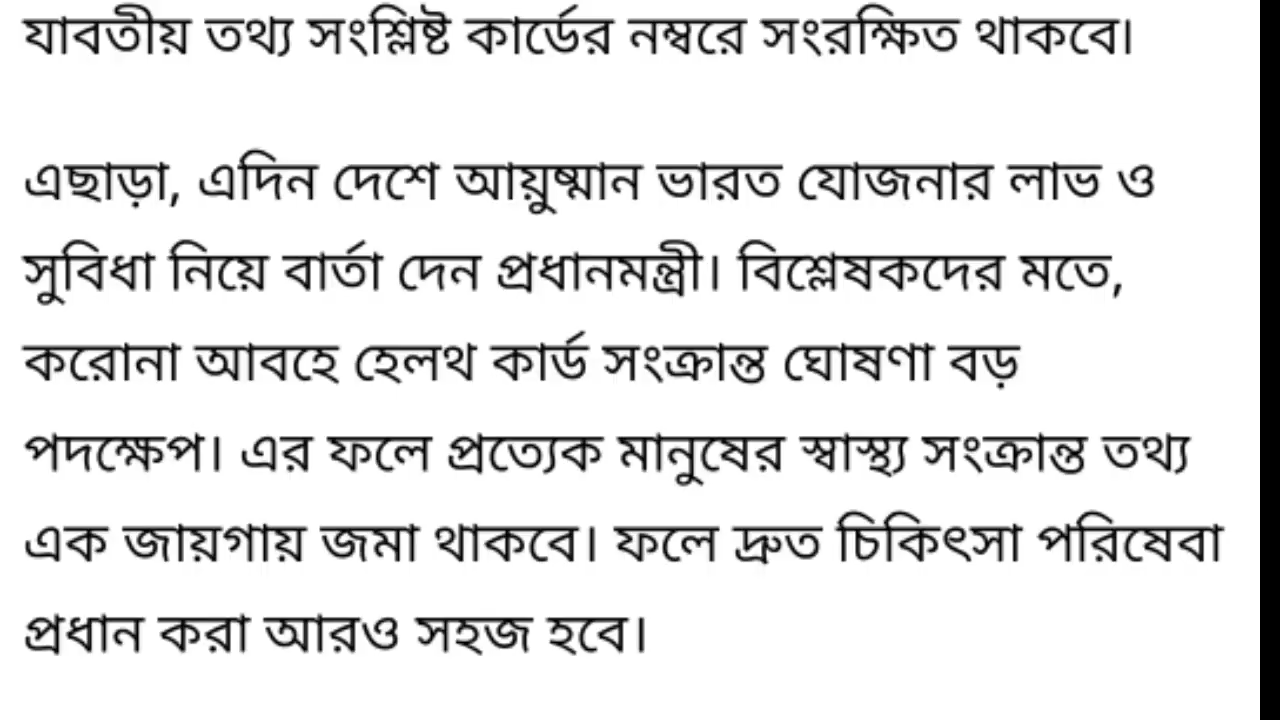 যাবতীয় তথ্য সংশ্লিষ্ট কার্ডের নম্বরে সংরক্ষিত থাকবে।
এছাড়া, এদিন দেশে আয়ুষ্মান ভারত যোজনার লাভ ও
সুবিধা নিয়ে বার্তা দেন প্রধানমন্ত্রী। বিশ্লেষকদের মতে,
করোনা আবহে হেলথ কার্ড সংক্রান্ত ঘোষণা বড়
পদক্ষেপ। এর ফলে প্রত্যেক মানুষের স্বাস্থ্য সংক্রান্ত তথ্য
এক জায়গায় জমা থাকবে। ফলে দ্রুত চিকিৎসা পরিষেবা
প্রধান করা আরও সহজ হবে।